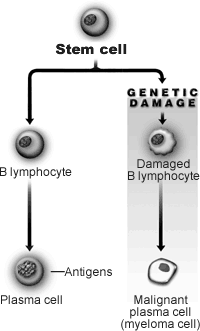 Stem cell
GENETIC
DAMAGE
B lymphocyte
Damaged
B lymphocyte
Antigens
Plasma cell
Malignant
plasma cell
(myeloma cell)